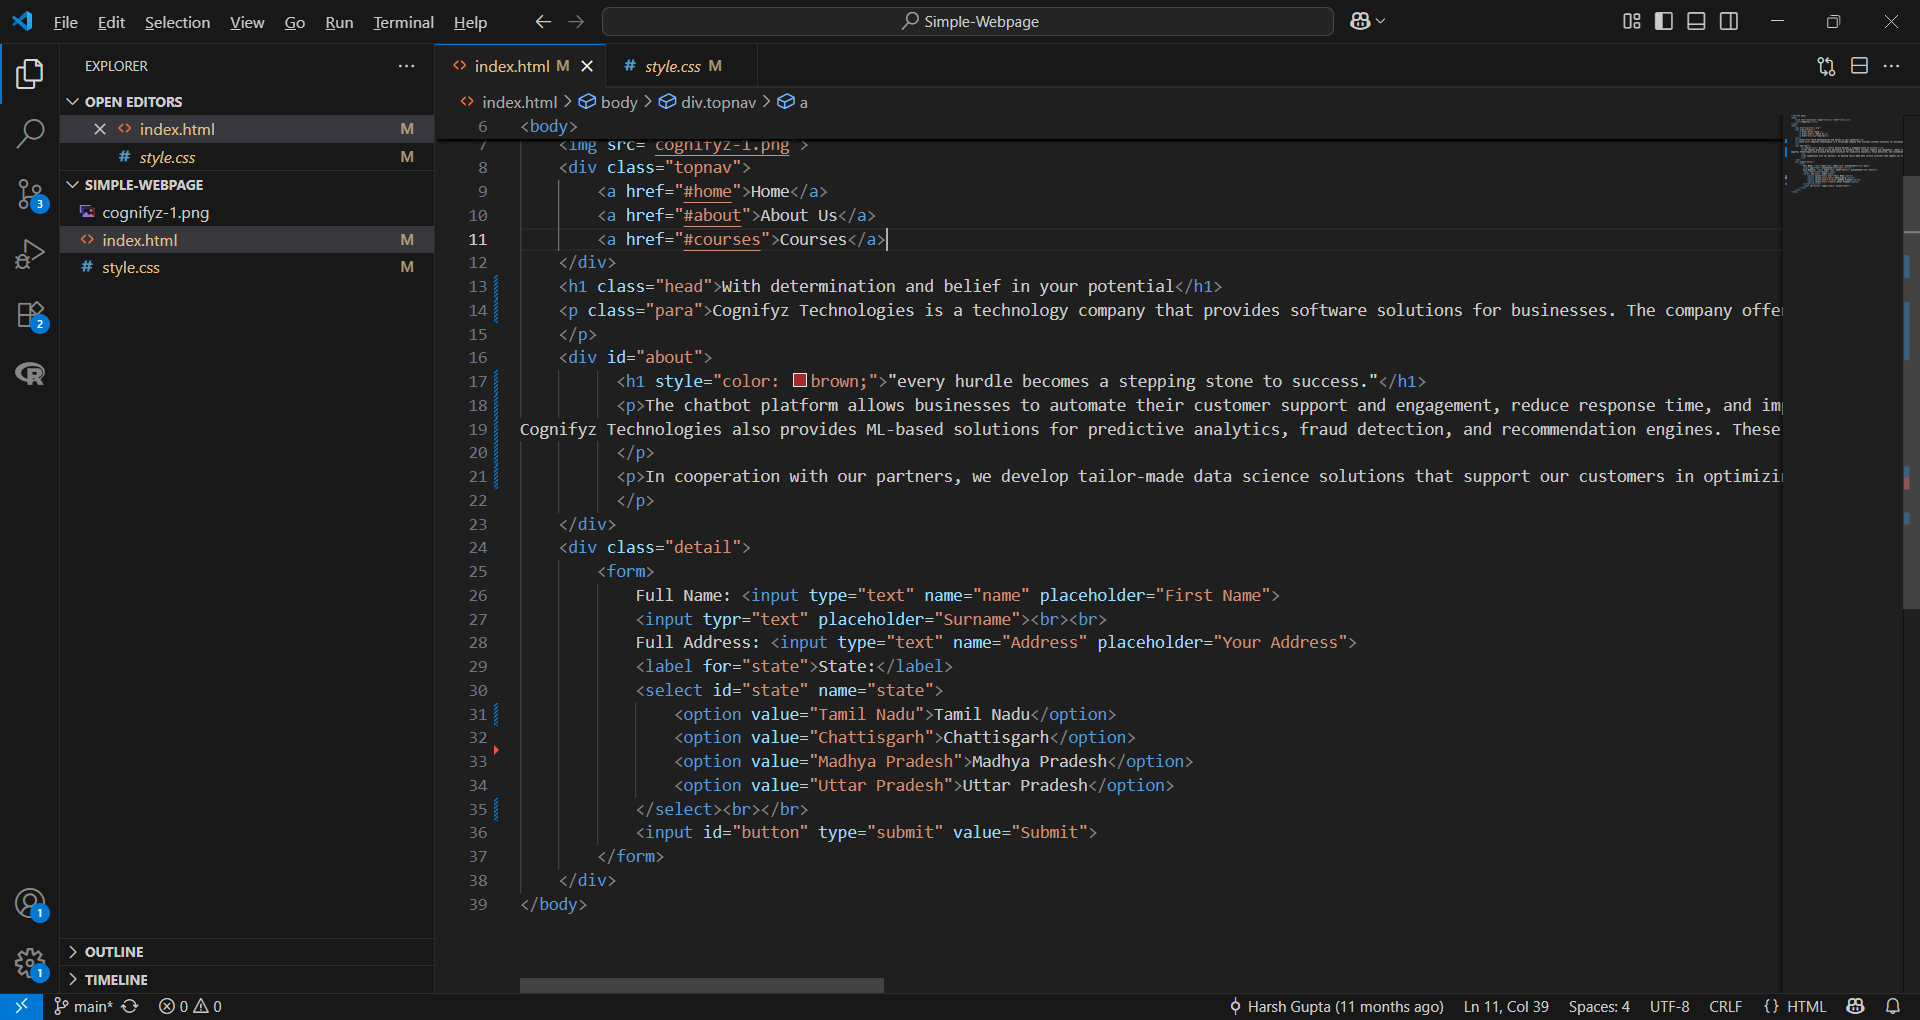 File Edit Selection View Go Run Terminal Help
Simple-Webpage
EXPLORER
OPEN EDITORS
index.html M
style.css M
SIMPLE-WEBPAGE
cognifyz-1.png
index.html M
style.css M
3
2
1
1
OUTLINE
TIMELINE
index.html M
style.css M
index.html > body > div.topnav > a
6 <body>
7 <img src="cognifyz-1.png">
8 <div class="topnav">
9 <a href="#home">Home</a>
10 <a href="#about">About Us</a>
11 <a href="#courses">Courses</a>
12 </div>
13 <h1 class="head">With determination and belief in your potential</h1>
14 <p class="para">Cognifyz Technologies is a technology company that provides software solutions for businesses. The company offe
15 </p>
16 <div id="about">
17 <h1 style="color: brown;">"every hurdle becomes a stepping stone to success."</h1>
18 <p>The chatbot platform allows businesses to automate their customer support and engagement, reduce response time, and im
19 Cognifyz Technologies also provides ML-based solutions for predictive analytics, fraud detection, and recommendation engines. These
20 </p>
21 <p>In cooperation with our partners, we develop tailor-made data science solutions that support our customers in optimizi
22 </p>
23 </div>
24 <div class="detail">
25 <form>
26 Full Name: <input type="text" name="name" placeholder="First Name">
27 <input typr="text" placeholder="Surname"><br><br>
28 Full Address: <input type="text" name="Address" placeholder="Your Address">
29 <label for="state">State:</label>
30 <select id="state" name="state">
31 <option value="Tamil Nadu">Tamil Nadu</option>
32 <option value="Chattisgarh">Chattisgarh</option>
33 <option value="Madhya Pradesh">Madhya Pradesh</option>
34 <option value="Uttar Pradesh">Uttar Pradesh</option>
35 </select><br></br>
36 <input id="button" type="submit" value="Submit">
37 </form>
38 </div>
39 </body>
main* 0 0 Harsh Gupta (11 months ago) Ln 11, Col 39 Spaces: 4 UTF-8 CRLF {} HTML